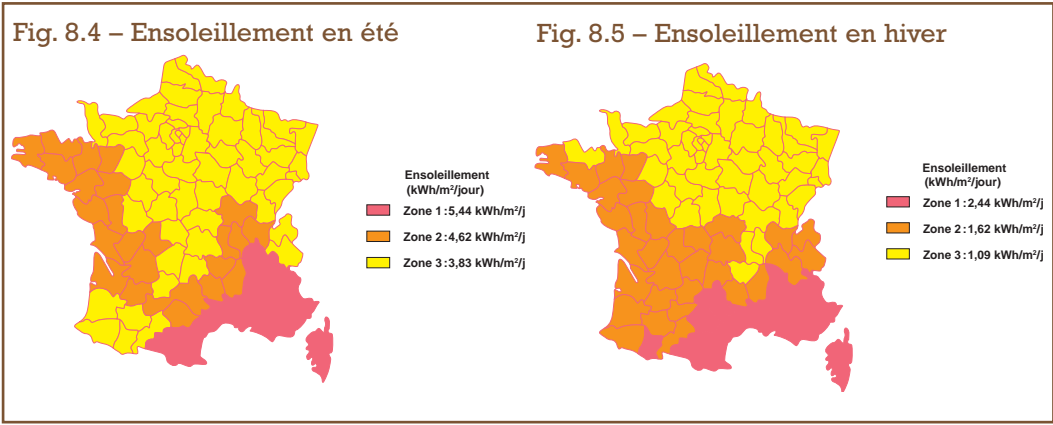 Fig. 8.4 – Ensoleillement en été
Ensoleillement
(kWh/m²/jour)
Zone 1 : 5,44 kWh/m²/j
Zone 2 : 4,62 kWh/m²/j
Zone 3 : 3,83 kWh/m²/j
Fig. 8.5 – Ensoleillement en hiver
Ensoleillement
(kWh/m²/jour)
Zone 1 : 2,44 kWh/m²/j
Zone 2 : 1,62 kWh/m²/j
Zone 3 : 1,09 kWh/m²/j